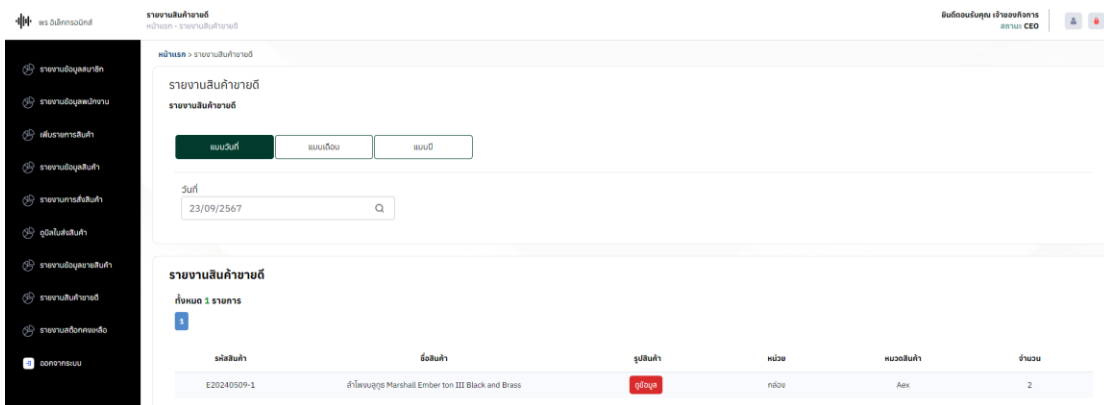 พร อิเล็กทรอนิกส์
รายงานสินค้าขายดี
หน้าแรก - รายงานสินค้าขายดี
ยินดีตอนรับคุณ เจ้าของกิจการ
สถานะ CEO
รายงานข้อมูลสมาชิก
รายงานข้อมูลพนักงาน
เพิ่มรายการสินค้า
รายงานข้อมูลสินค้า
รายงานการสั่งสินค้า
ดูบิลใบส่งสินค้า
รายงานข้อมูลขายสินค้า
รายงานสินค้าขายดี
รายงานสต๊อกคงเหลือ
ออกจากระบบ
หน้าแรก > รายงานสินค้าขายดี
รายงานสินค้าขายดี
รายงานสินค้าขายดี
แบบวันที่ แบบเดือน แบบปี
วันที่
23/09/2567
รายงานสินค้าขายดี
ทั้งหมด 1 รายการ
1
รหัสสินค้า ชื่อสินค้า รูปสินค้า หน่วย หมวดสินค้า จำนวน
E20240509-1 ลำโพงบลูทูธ Marshall Ember ton III Black and Brass ดูข้อมูล กล่อง Aex 2